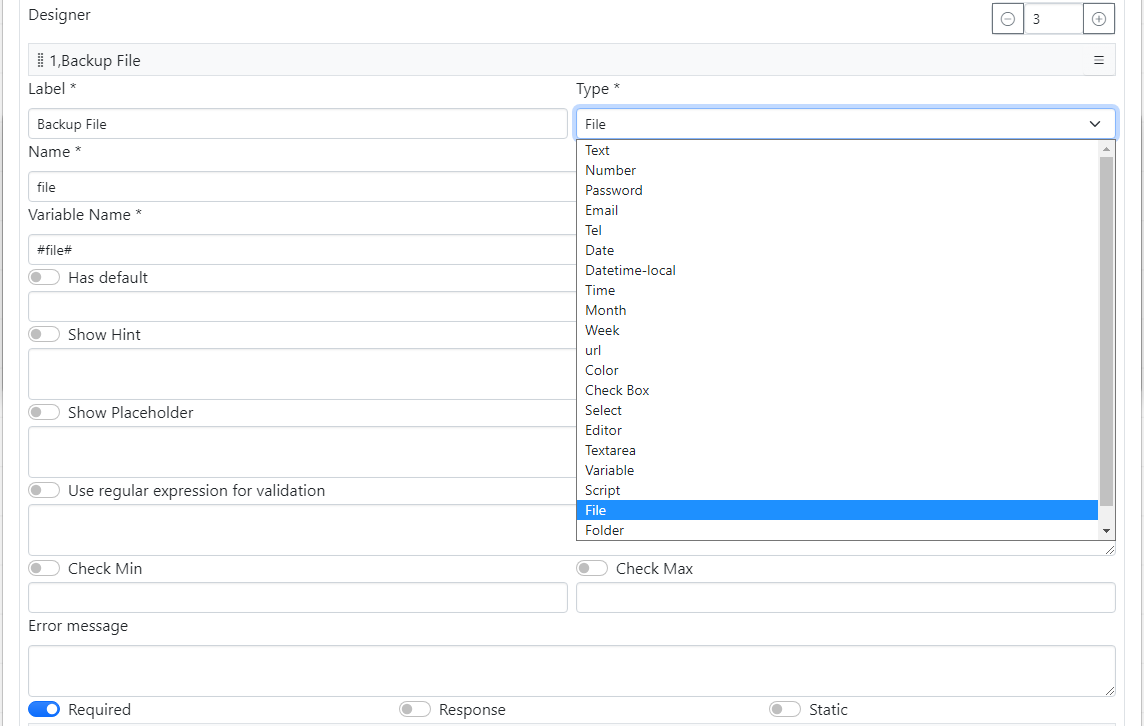 Designer
3
1,Backup File
Label *
Type *
Backup File
File
Name *
file
Variable Name *
#file#
Has default
Show Hint
Show Placeholder
Use regular expression for validation
Text
Number
Password
Email
Tel
Date
Datetime-local
Time
Month
Week
url
Color
Check Box
Select
Editor
Textarea
Variable
Script
File
Folder
Check Min
Check Max
Error message
Required
Response
Static